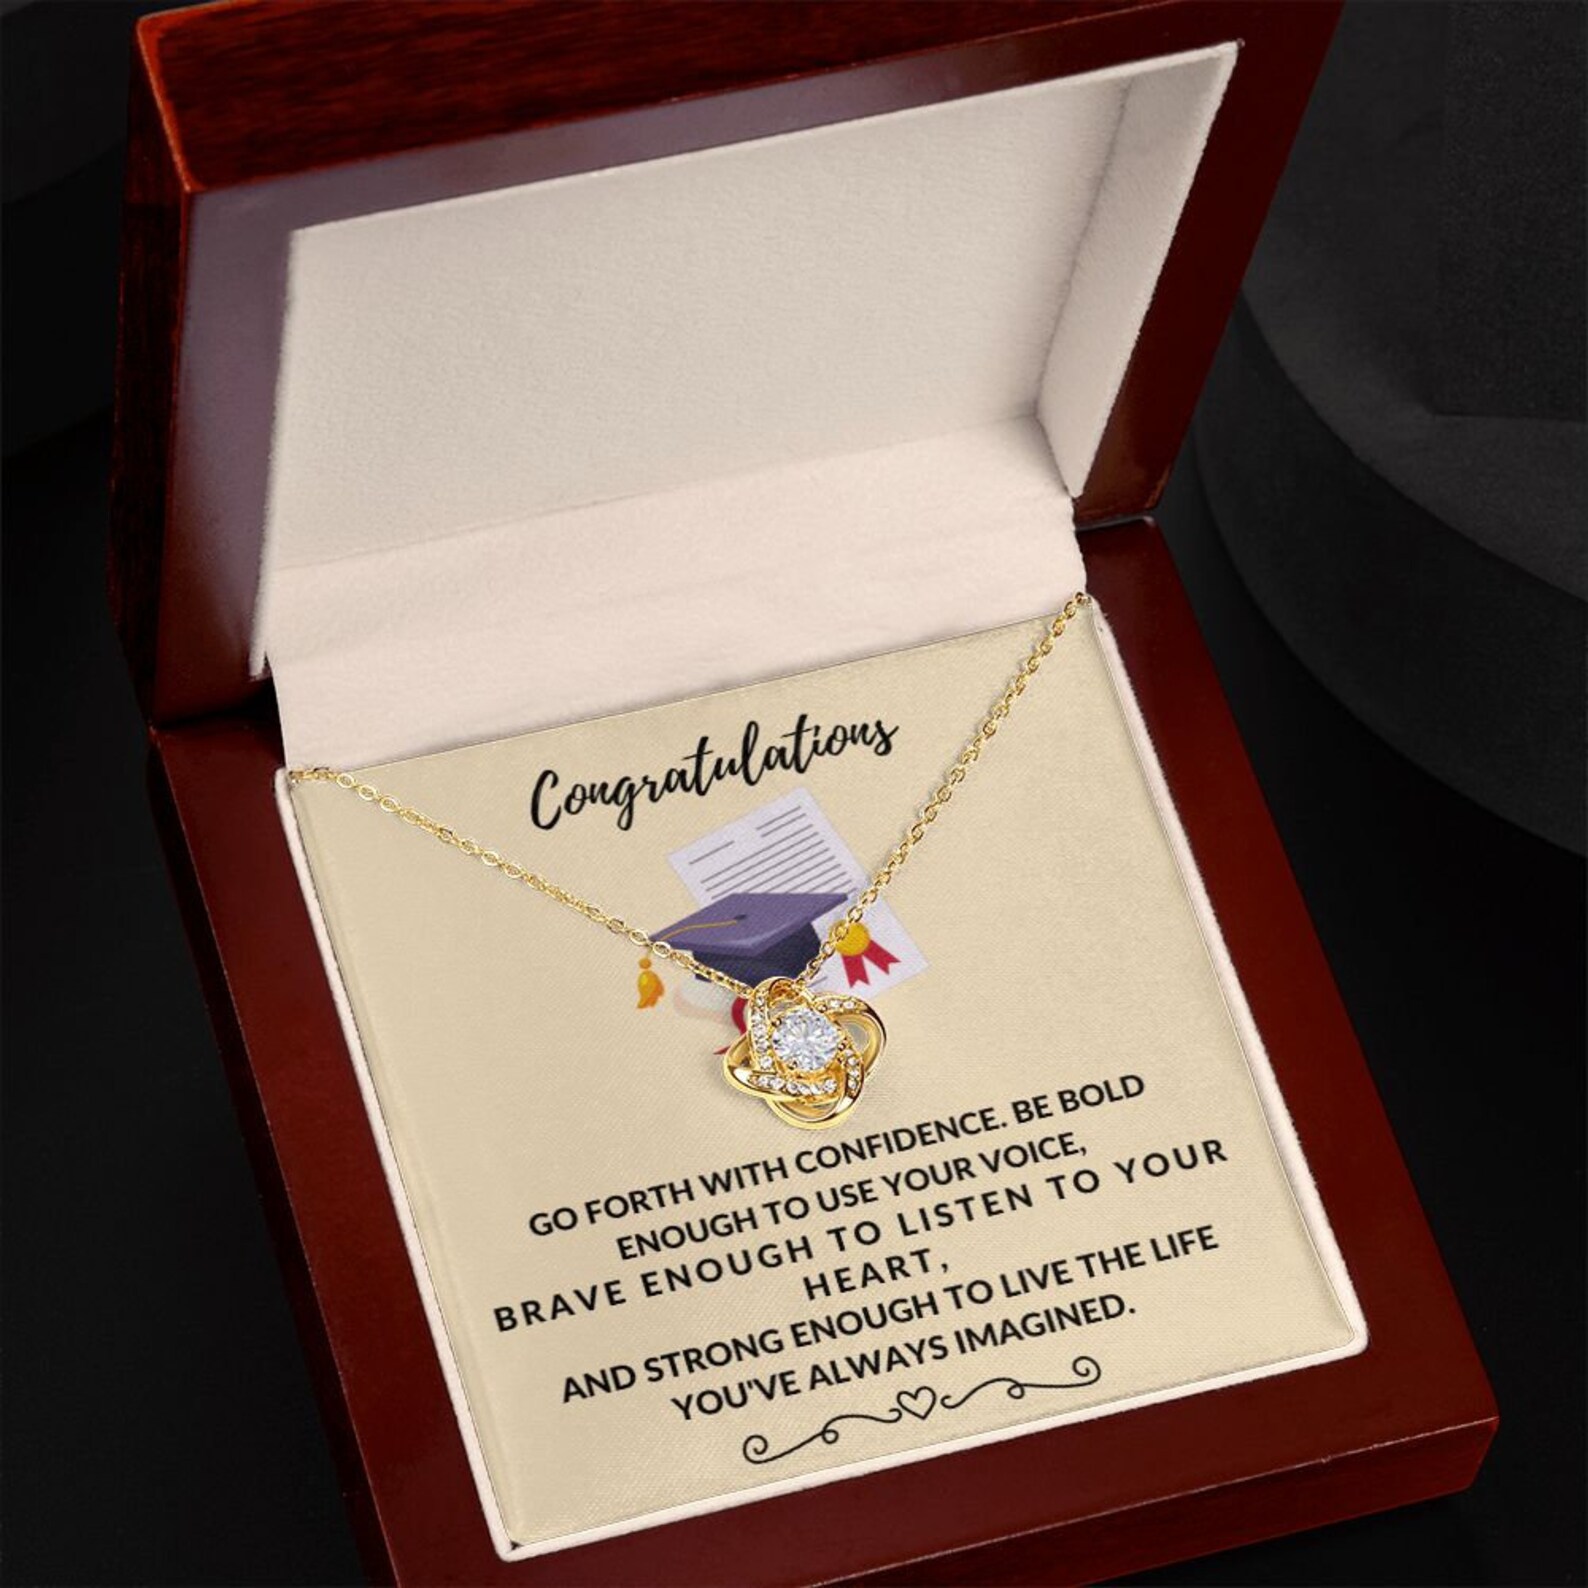 Congratulations
GO FORTH WITH CONFIDENCE. BE BOLD
ENOUGH TO USE YOUR VOICE,
BRAVE ENOUGH TO LISTEN TO YOUR
HEART,
AND STRONG ENOUGH TO LIVE THE LIFE
YOU'VE ALWAYS IMAGINED.